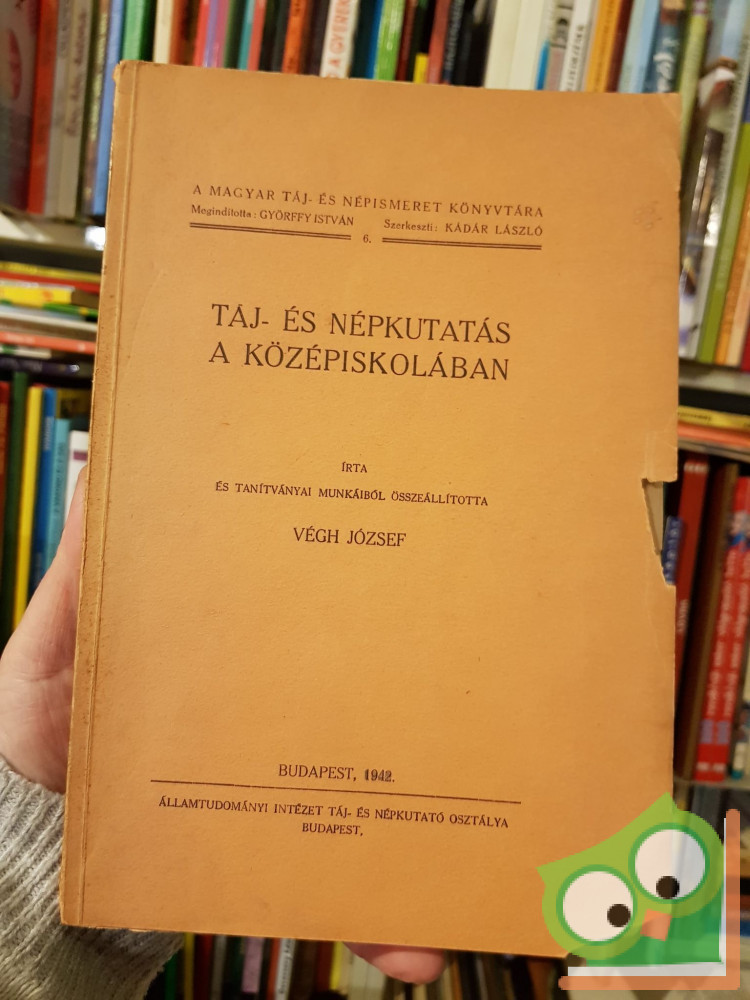 A MAGYAR TÁJ- ÉS NÉPISMERET KÖNYVTÁRA
Megindította: GYÖRFFY ISTVÁN Szerkeszti: KÁDÁR LÁSZLÓ
6.
TÁJ- ÉS NÉPKUTATÁS
A KÖZÉPISKOLÁBAN
ÍRTA
ÉS TANÍTVÁNYAI MUNKÁIBÓL ÖSSZEÁLLÍTOTTA
VÉGH JÓZSEF
BUDAPEST, 1942.
ÁLLAMTUDOMÁNYI INTÉZET TÁJ- ÉS NÉPKUTATÓ OSZTÁLYA
BUDAPEST,